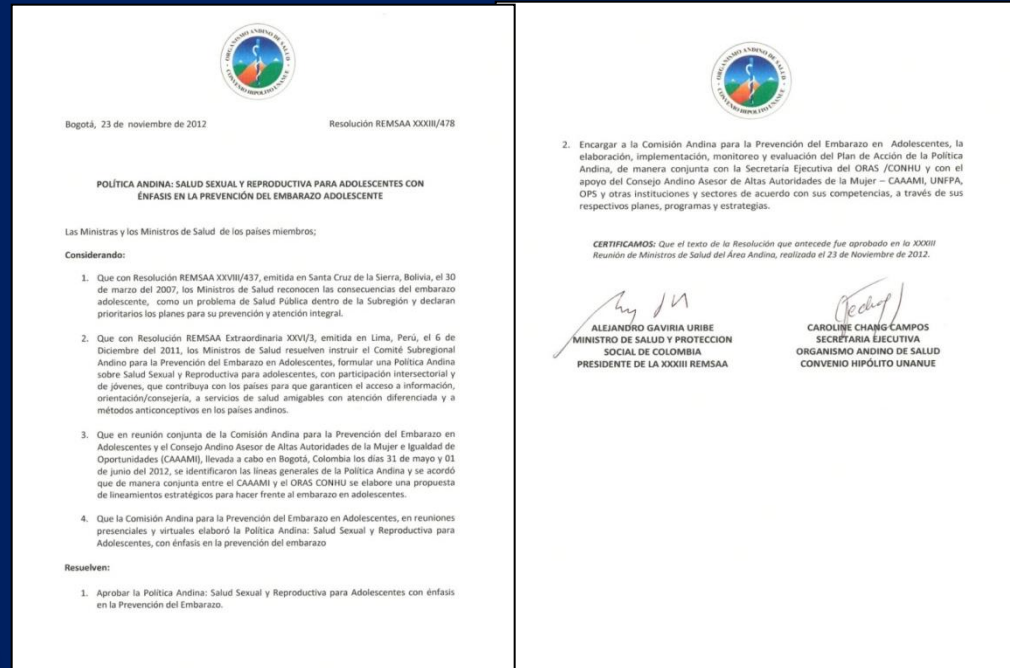 ORGANISMO ANDINO DE SALUD
CONVENIO HIPOLITO UNANUE
Bogotá, 23 de noviembre de 2012 Resolución REMSAA XXXIII/478
POLÍTICA ANDINA: SALUD SEXUAL Y REPRODUCTIVA PARA ADOLESCENTES CON
ÉNFASIS EN LA PREVENCIÓN DEL EMBARAZO ADOLESCENTE
Las Ministras y los Ministros de Salud de los países miembros;
Considerando:
1. Que con Resolución REMSAA XXVIII/437, emitida en Santa Cruz de la Sierra, Bolivia, el 30
de marzo del 2007, los Ministros de Salud reconocen las consecuencias del embarazo
adolescente, como un problema de Salud Pública dentro de la Subregión y declaran
prioritarios los planes para su prevención y atención integral.
2. Que con Resolución REMSAA Extraordinaria XXVI/3, emitida en Lima, Perú, el 6 de
Diciembre del 2011, los Ministros de Salud resuelven instruir el Comité Subregional
Andino para la Prevención del Embarazo en Adolescentes, formular una Política Andina
sobre Salud Sexual y Reproductiva para adolescentes, con participación intersectorial y
de jóvenes, que contribuya con los países para que garanticen el acceso a información,
orientación/consejería, a servicios de salud amigables con atención diferenciada y a
métodos anticonceptivos en los países andinos.
3. Que en reunión conjunta de la Comisión Andina para la Prevención del Embarazo en
Adolescentes y el Consejo Andino Asesor de Altas Autoridades de la Mujer e Igualdad de
Oportunidades (CAAAMI), llevada a cabo en Bogotá, Colombia los días 31 de mayo y 01
de junio del 2012, se identificaron las líneas generales de la Política Andina y se acordó
que de manera conjunta entre el CAAAMI y el ORAS CONHU se elabore una propuesta
de lineamientos estratégicos para hacer frente al embarazo en adolescentes.
4. Que la Comisión Andina para la Prevención del Embarazo en Adolescentes, en reuniones
presenciales y virtuales elaboró la Política Andina: Salud Sexual y Reproductiva para
Adolescentes, con énfasis en la prevención del embarazo
Resuelven:
1. Aprobar la Política Andina: Salud Sexual y Reproductiva para Adolescentes con énfasis
en la Prevención del Embarazo.
ORGANISMO ANDINO DE SALUD
CONVENIO HIPOLITO UNANUE
2. Encargar a la Comisión Andina para la Prevención del Embarazo en Adolescentes, la
elaboración, implementación, monitoreo y evaluación del Plan de Acción de la Política
Andina, de manera conjunta con la Secretaría Ejecutiva del ORAS /CONHU y con el
apoyo del Consejo Andino Asesor de Altas Autoridades de la Mujer – CAAAMI, UNFPA,
OPS y otras instituciones y sectores de acuerdo con sus competencias, a través de sus
respectivos planes, programas y estrategias.
CERTIFICAMOS: Que el texto de la Resolución que antecede fue aprobado en la XXXIII
Reunión de Ministros de Salud del Área Andina, realizada el 23 de Noviembre de 2012.
ALEJANDRO GAVIRIA URIBE
MINISTRO DE SALUD Y PROTECCION
SOCIAL DE COLOMBIA
PRESIDENTE DE LA XXXIII REMSAA
CAROLINE CHANG CAMPOS
SECRETARIA EJECUTIVA
ORGANISMO ANDINO DE SALUD
CONVENIO HIPÓLITO UNANUE